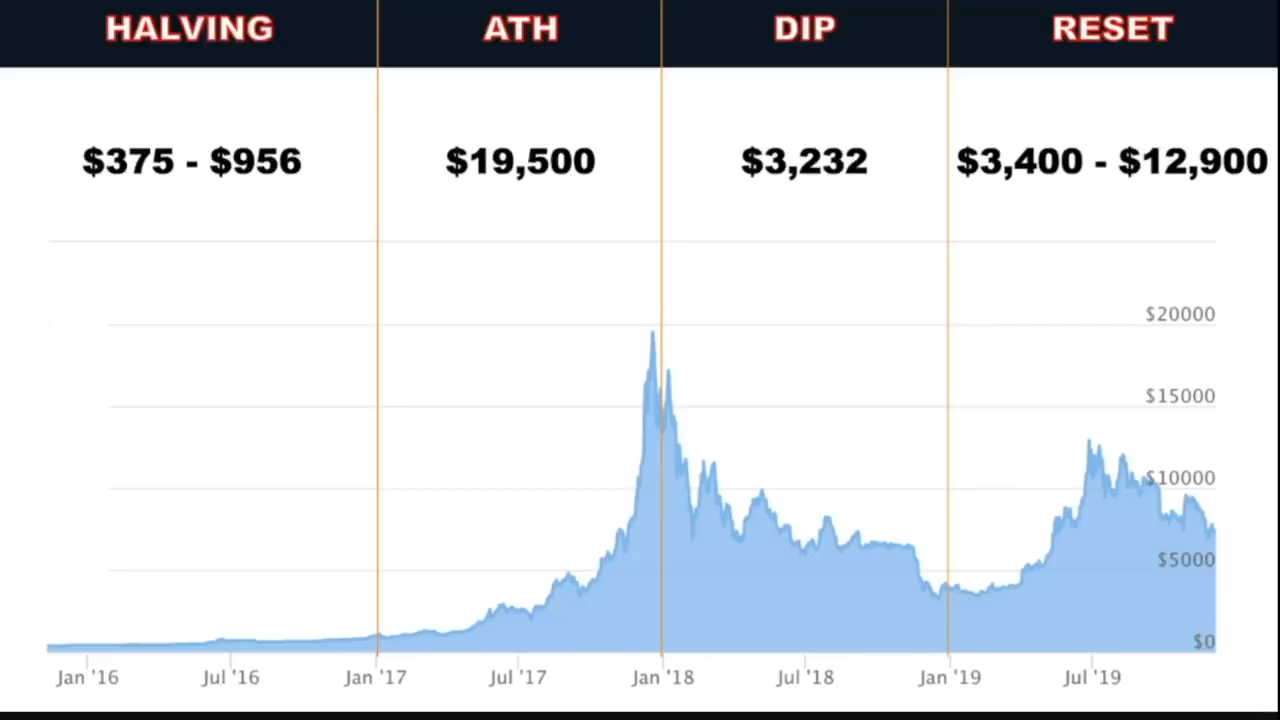 HALVING ATH DIP RESET
$375 - $956 $19,500 $3,232 $3,400 - $12,900
$20000
$15000
$10000
$5000
$0
Jan '16 Jul '16 Jan '17 Jul '17 Jan '18 Jul '18 Jan '19 Jul '19